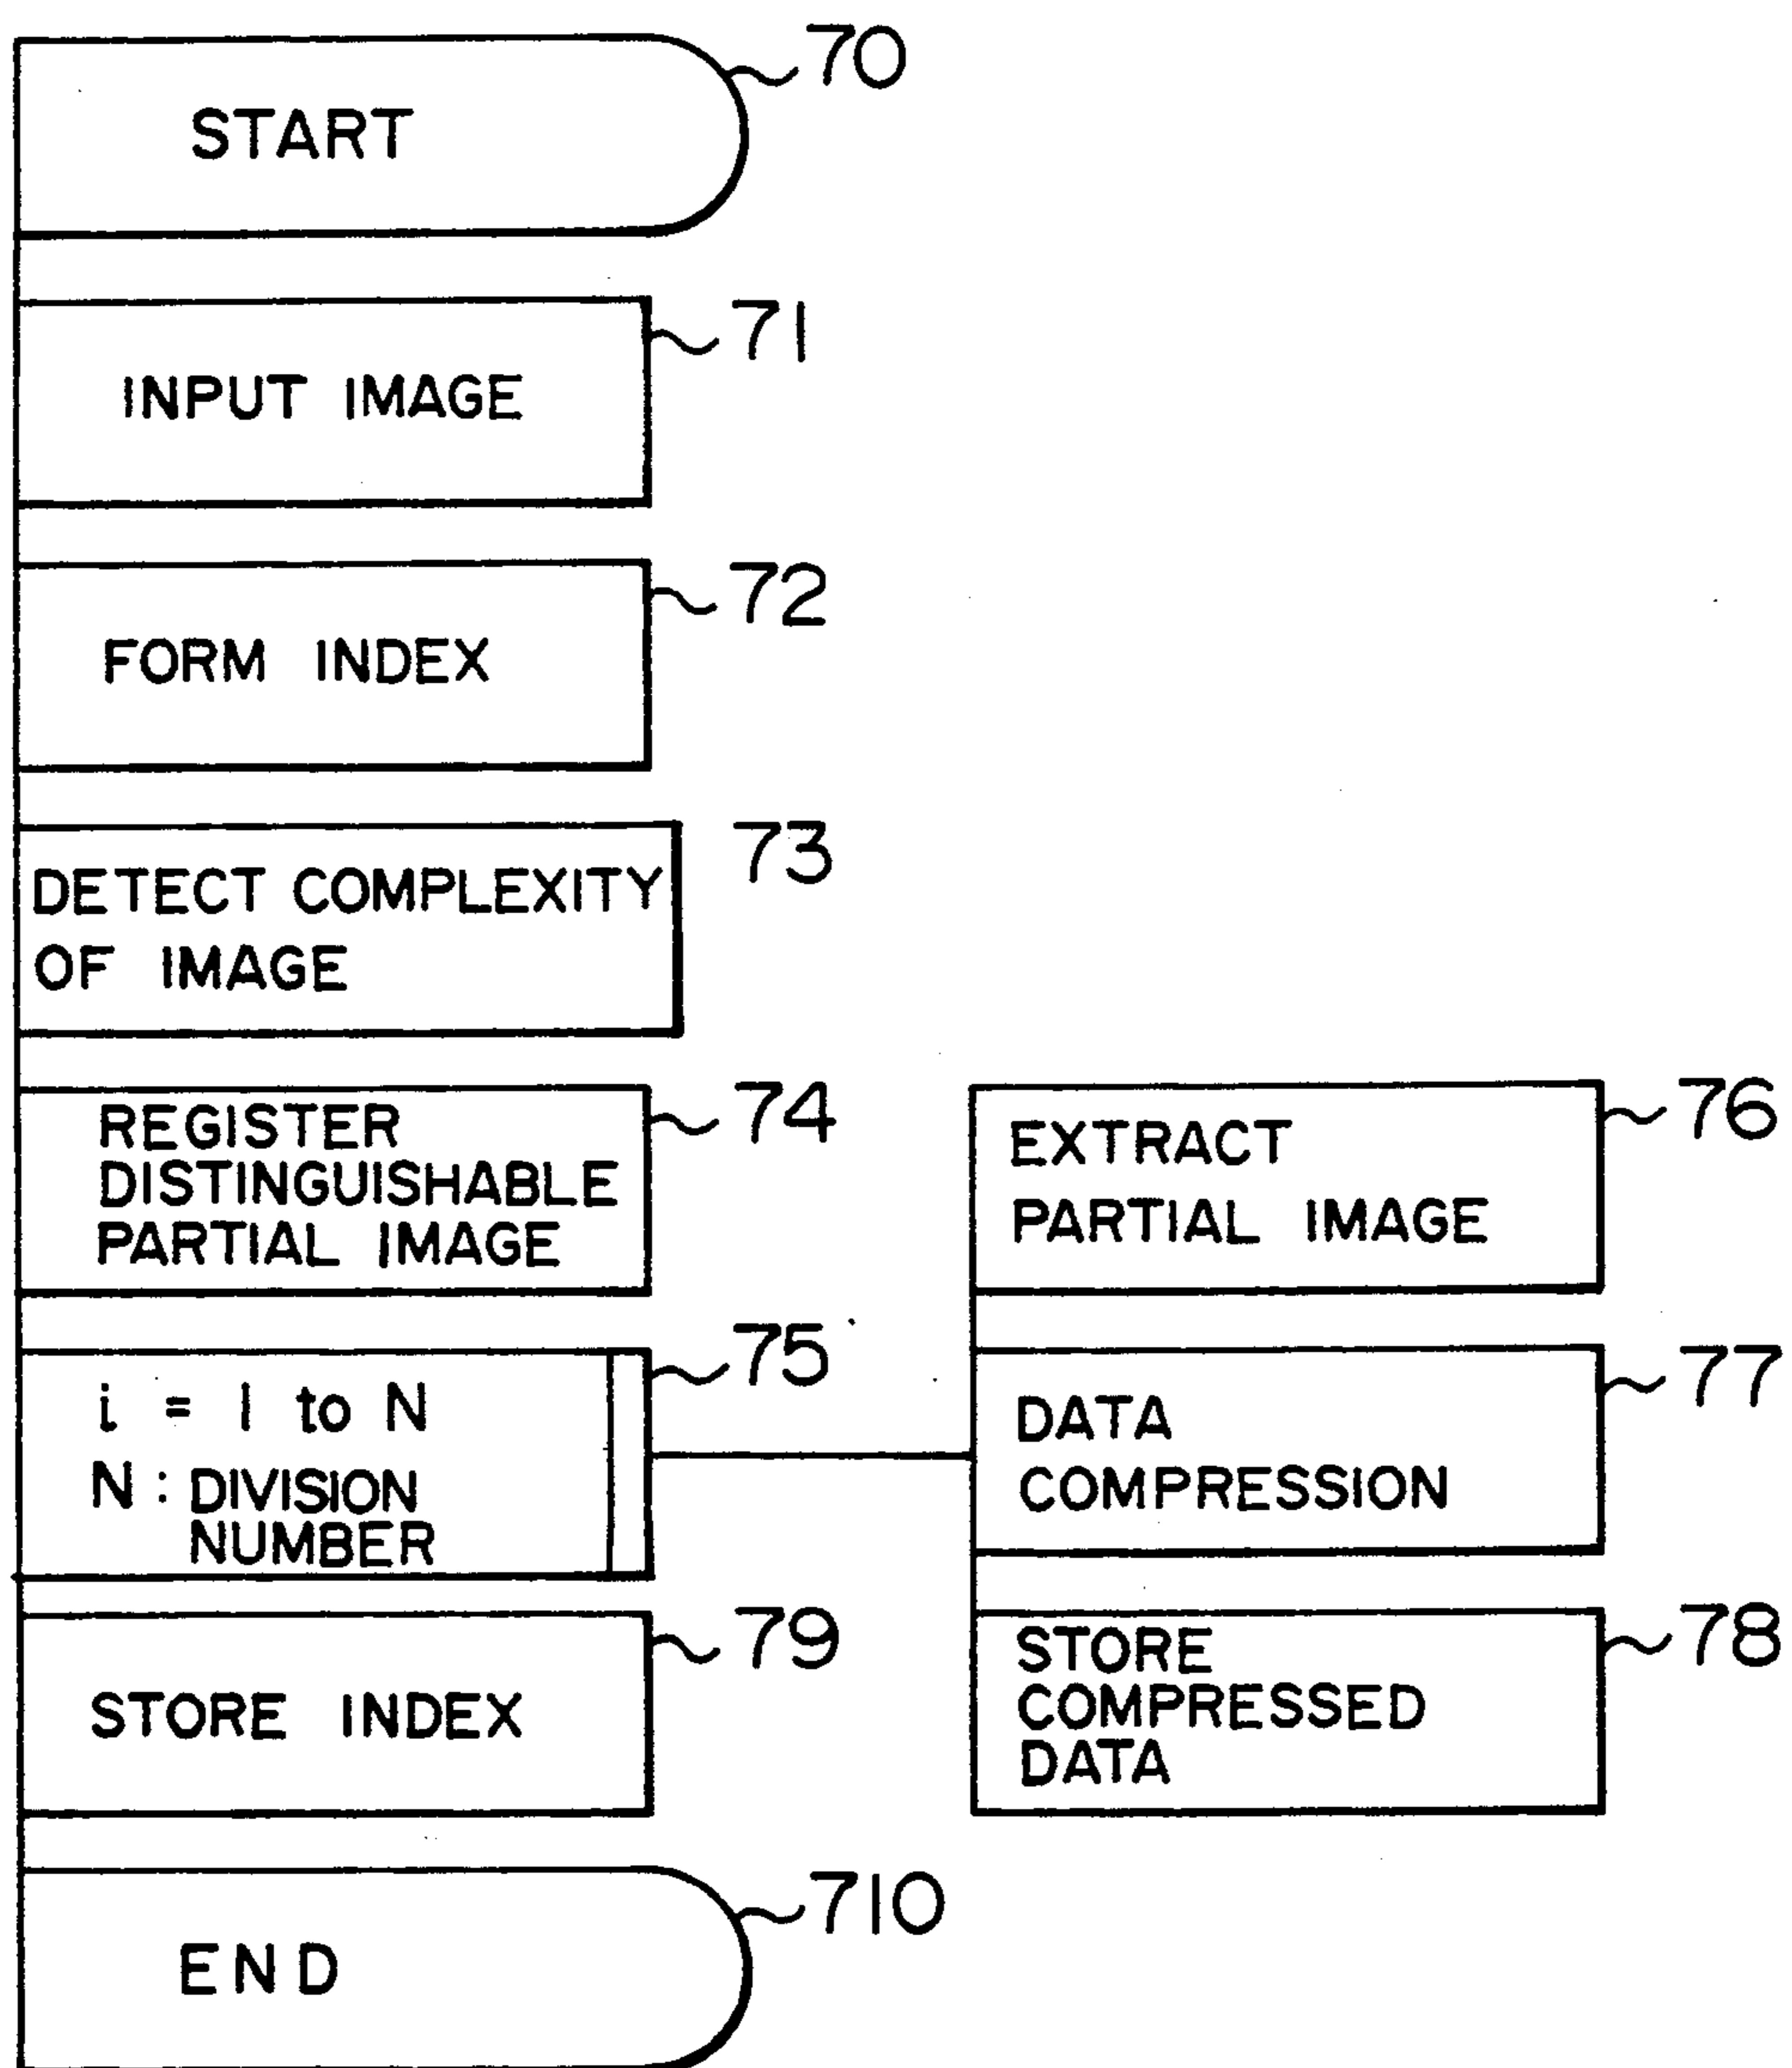 START
70
INPUT IMAGE
71
FORM INDEX
72
DETECT COMPLEXITY
OF IMAGE
73
REGISTER
DISTINGUISHABLE
PARTIAL IMAGE
74
i = 1 to N
N : DIVISION
NUMBER
75
EXTRACT
PARTIAL IMAGE
76
DATA
COMPRESSION
77
STORE
COMPRESSED
DATA
78
STORE INDEX
79
END
710